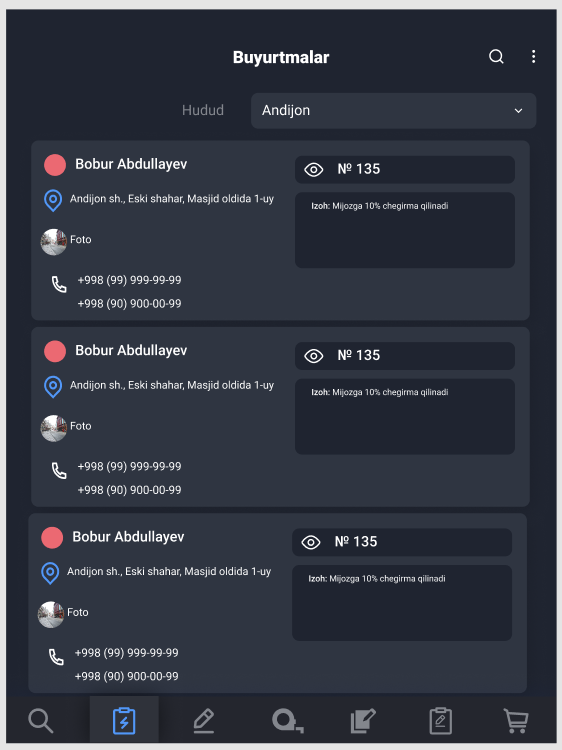 Buyurtmalar
Hudud
Andijon
Bobur Abdullayev
№ 135
Andijon sh., Eski shahar, Masjid oldida 1-uy
Izoh: Mijozga 10% chegirma qilinadi
Foto
+998 (99) 999-99-99
+998 (90) 900-00-99
Bobur Abdullayev
№ 135
Andijon sh., Eski shahar, Masjid oldida 1-uy
Izoh: Mijozga 10% chegirma qilinadi
Foto
+998 (99) 999-99-99
+998 (90) 900-00-99
Bobur Abdullayev
№ 135
Andijon sh., Eski shahar, Masjid oldida 1-uy
Izoh: Mijozga 10% chegirma qilinadi
Foto
+998 (99) 999-99-99
+998 (90) 900-00-99